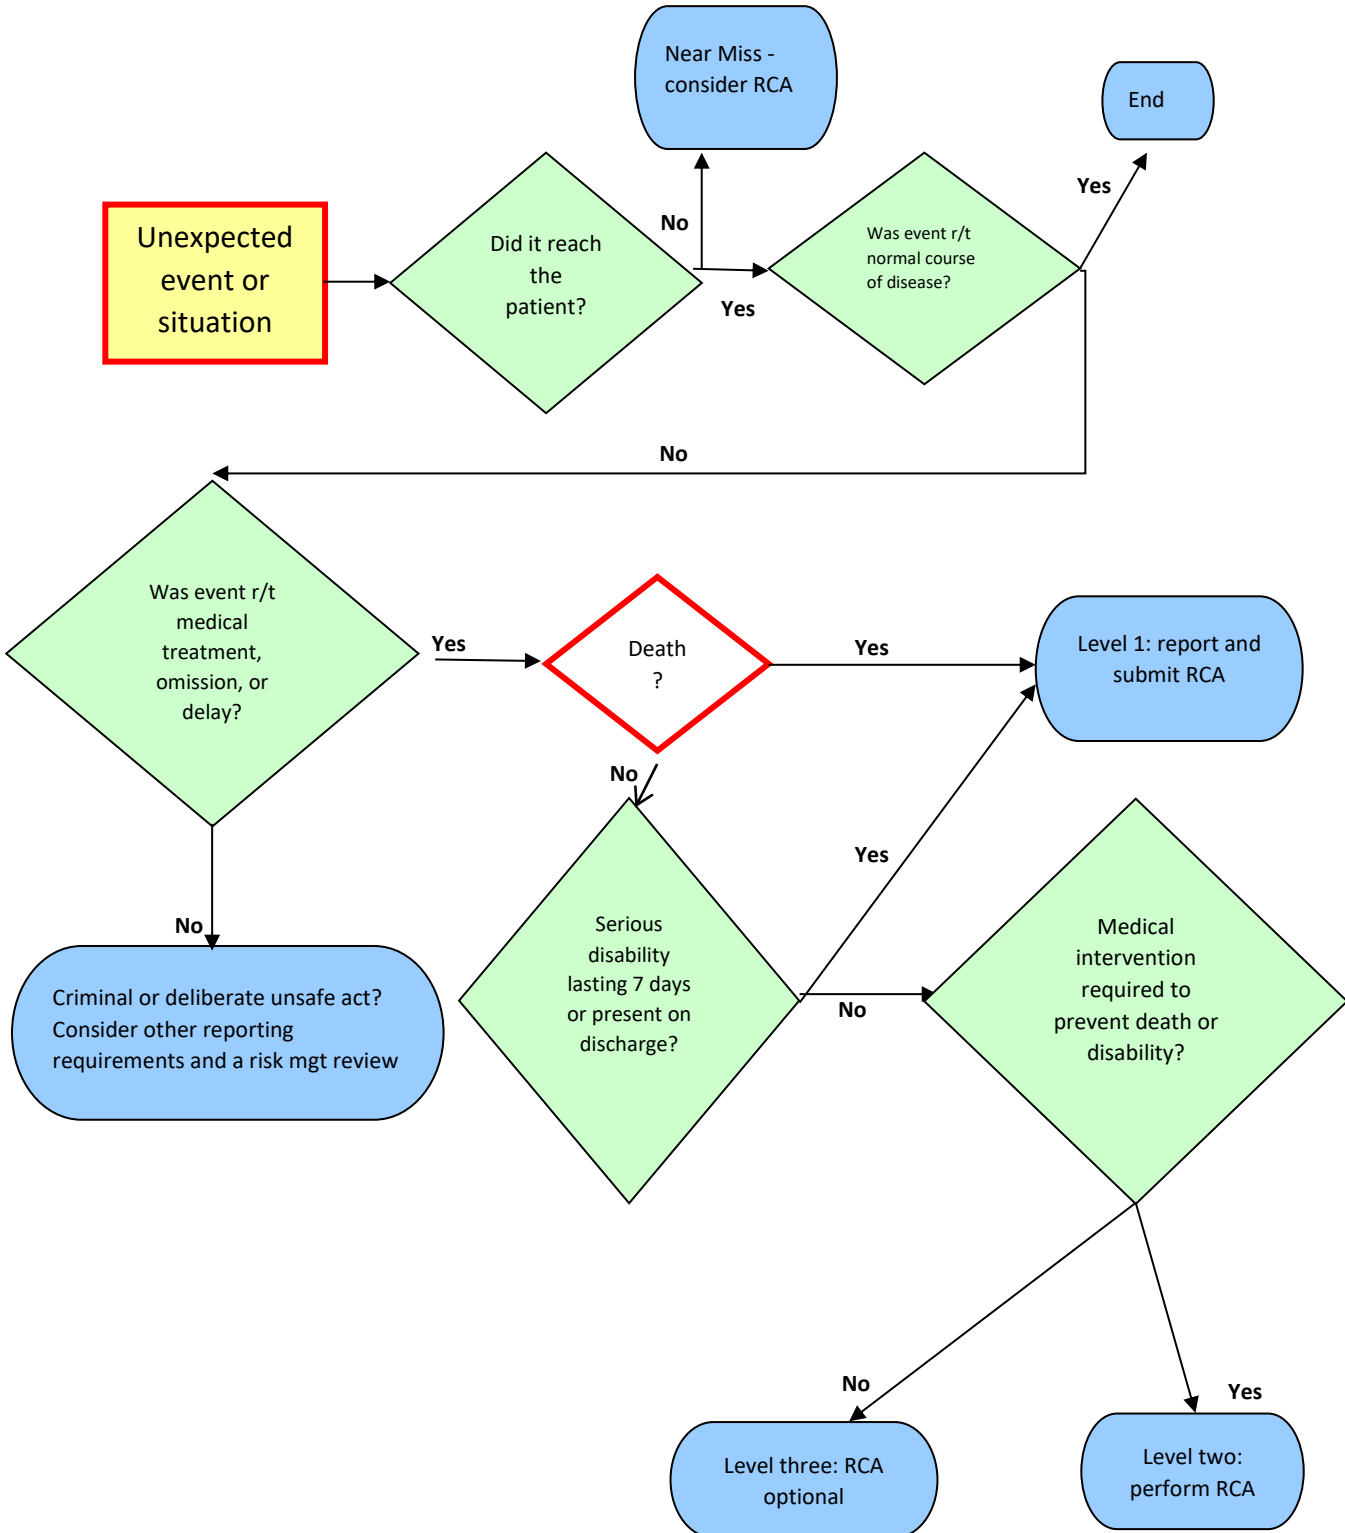 Near Miss -
consider RCA
End
Yes
No
Unexpected
event or
situation
Did it reach
the
patient?
Was event r/t
normal course
of disease?
Yes
No
Was event r/t
medical
treatment,
omission, or
delay?
Yes
Death
?
Yes
Level 1: report and
submit RCA
No
Yes
No
Serious
disability
lasting 7 days
or present on
discharge?
No
Medical
intervention
required to
prevent death or
disability?
Criminal or deliberate unsafe act?
Consider other reporting
requirements and a risk mgt review
No
Yes
Level three: RCA
optional
Level two:
perform RCA